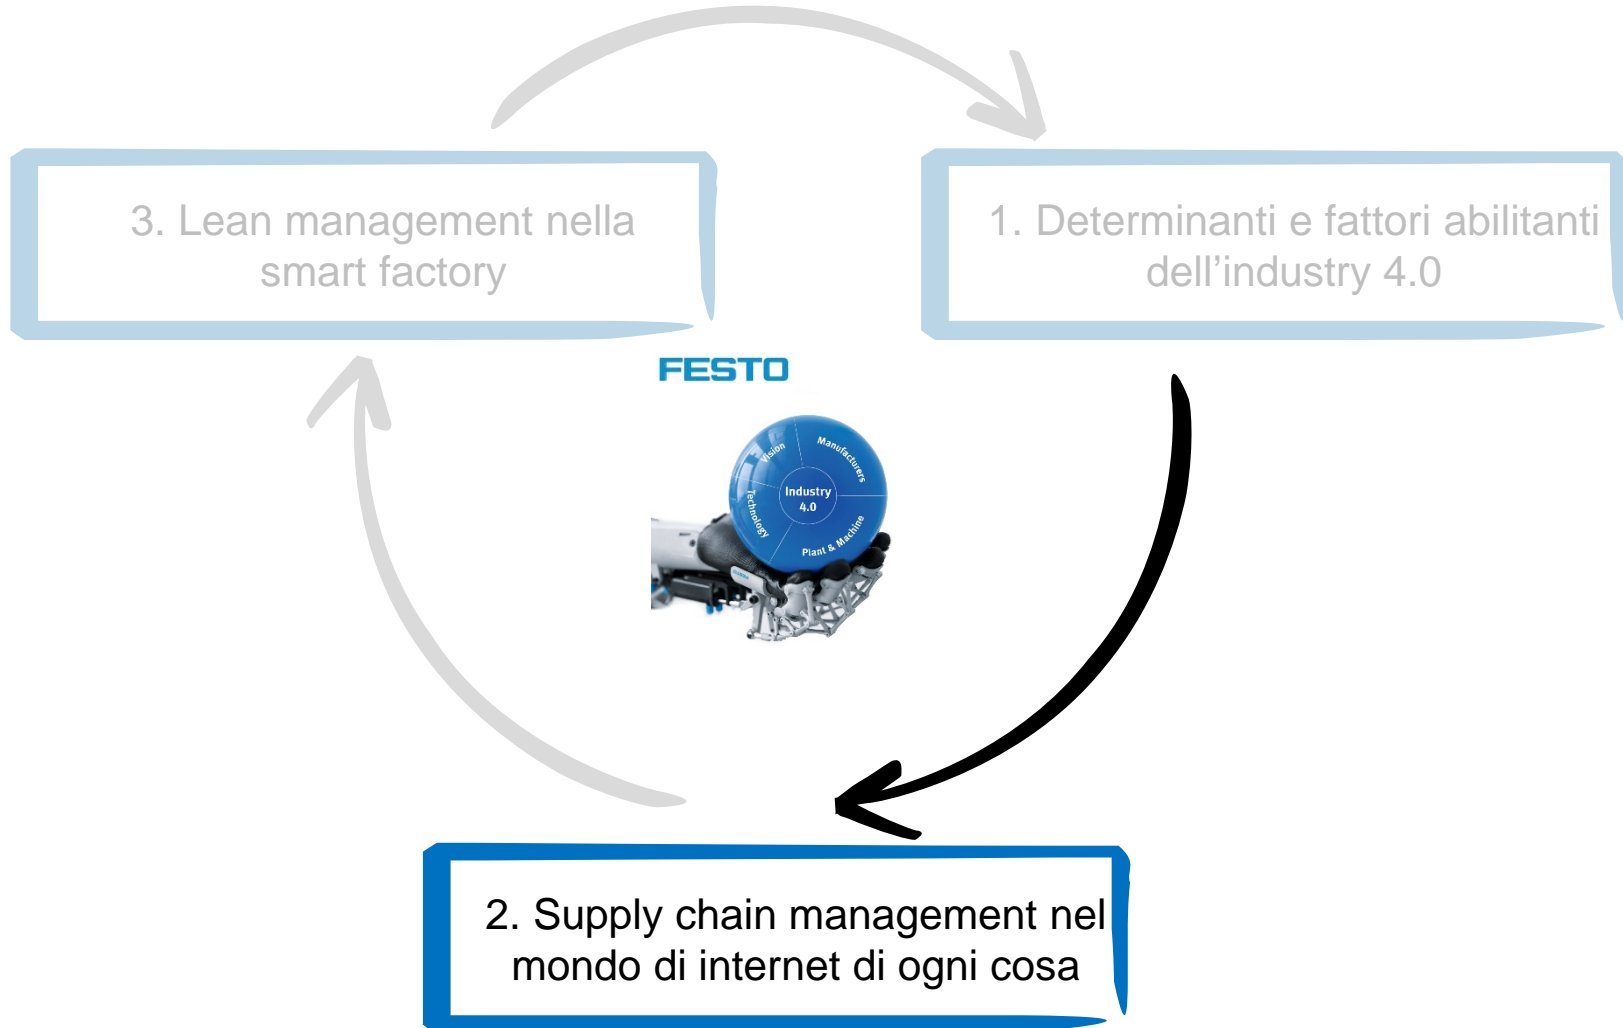 3. Lean management nella
smart factory
1. Determinanti e fattori abilitanti
dell’industry 4.0
FESTO
Vision
Manufacturers
Industry
4.0
Technology
Plant & Machine
2. Supply chain management nel
mondo di internet di ogni cosa